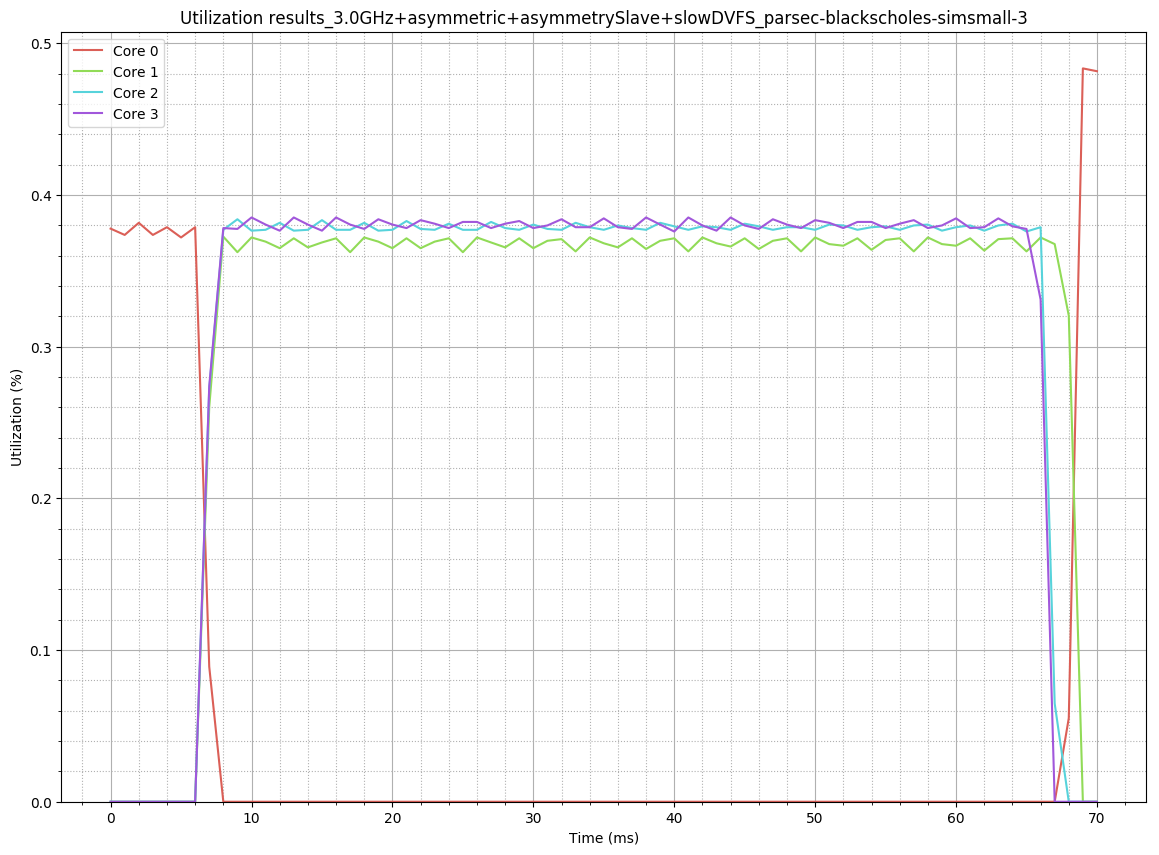 Utilization results_3.0GHz+asymmetric+asymmetrySlave+slowDVFS_parsec-blackscholes-simsmall-3
Core 0
Core 1
Core 2
Core 3
Utilization (%)
0.5
0.4
0.3
0.2
0.1
0.0
0 10 20 30 40 50 60 70
Time (ms)